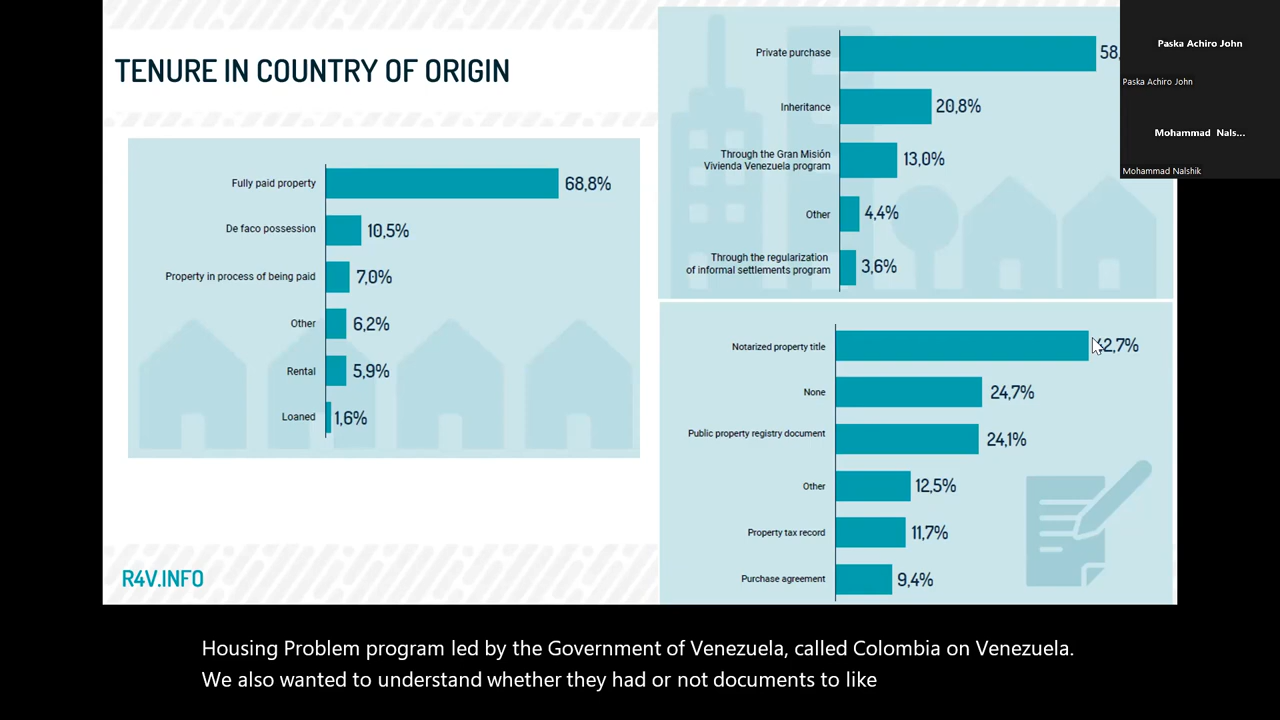 TENURE IN COUNTRY OF ORIGIN
Fully paid property 68,8%
De faco possession 10,5%
Property in process of being paid 7,0%
Other 6,2%
Rental 5,9%
Loaned 1,6%
R4V.INFO
Private purchase 58,
Inheritance 20,8%
Through the Gran Misión
Vivienda Venezuela program 13,0%
Other 4,4%
Through the regularization
of informal settlements program 3,6%
Notarized property title 2,7%
None 24,7%
Public property registry document 24,1%
Other 12,5%
Property tax record 11,7%
Purchase agreement 9,4%
Paska Achiro John
Paska Achiro John
Mohammad Nals...
Mohammad Nalshik
Housing Problem program led by the Government of Venezuela, called Colombia on Venezuela.
We also wanted to understand whether they had or not documents to like